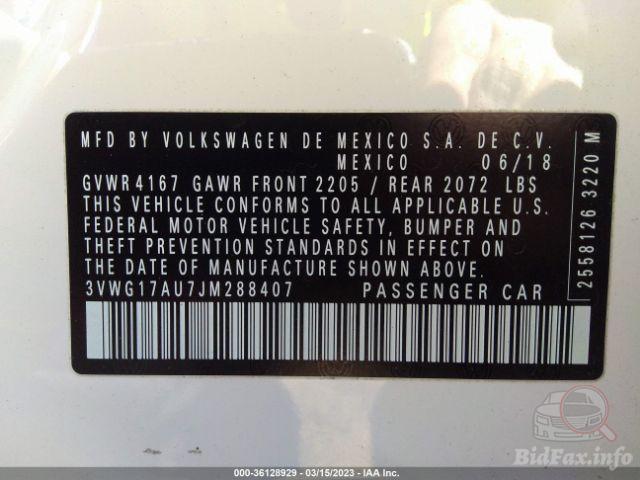 MFD BY VOLKSWAGEN DE MEXICO S.A. DE C.V.
MEXICO 06/18
GVWR 4167 GAWR FRONT 2205 / REAR 2072 LBS
THIS VEHICLE CONFORMS TO ALL APPLICABLE U.S.
FEDERAL MOTOR VEHICLE SAFETY, BUMPER AND
THEFT PREVENTION STANDARDS IN EFFECT ON
THE DATE OF MANUFACTURE SHOWN ABOVE.
3VWG17AU7JM288407 PASSENGER CAR
2558126 3220 M
BidFax.info
000-36128929 - 03/15/2023 - IAA Inc.